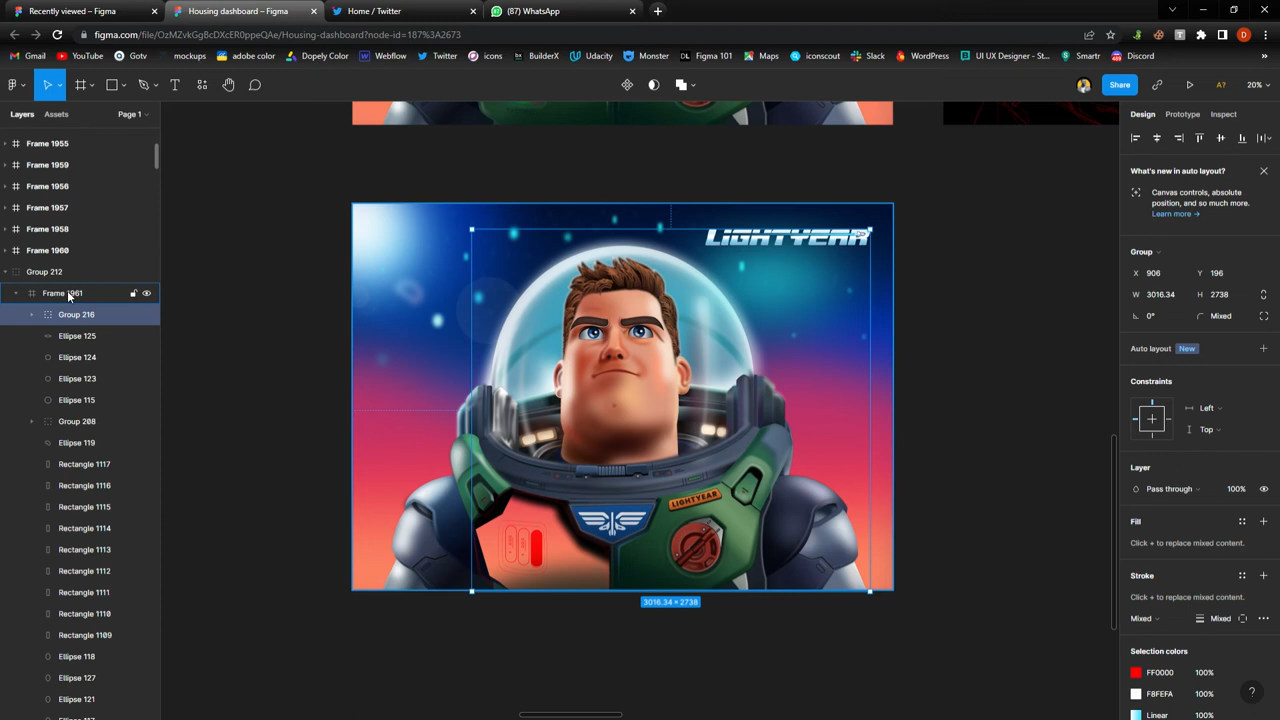 Recently viewed – Figma
Housing dashboard – Figma
Home / Twitter
(87) WhatsApp
figma.com/file/OzMZvkGgBcDXcER0ppeQAe/Housing-dashboard?node-id=187%3A2673
D
Gmail
YouTube
Gotv
mockups
adobe color
Dopely Color
Webflow
Twitter
icons
BuilderX
Udacity
Monster
Figma 101
Maps
iconscout
Slack
WordPress
UI UX Designer - St...
Smartr
Discord
Share
A?
20%
Layers
Assets
Page 1
Frame 1955
Frame 1959
Frame 1956
Frame 1957
Frame 1958
Frame 1960
Group 212
Frame 1961
Group 216
Ellipse 125
Ellipse 124
Ellipse 123
Ellipse 115
Group 208
Ellipse 119
Rectangle 1117
Rectangle 1116
Rectangle 1115
Rectangle 1114
Rectangle 1113
Rectangle 1112
Rectangle 1111
Rectangle 1110
Rectangle 1109
Ellipse 118
Ellipse 127
Ellipse 121
LIGHTYEAR
LIGHTYEAR
3016.34 × 2738
Design
Prototype
Inspect
What's new in auto layout?
Canvas controls, absolute
position, and so much more.
Learn more →
Group
X 906
Y 196
W 3016.34
H 2738
0°
Mixed
Auto layout New
Constraints
Left
Top
Layer
Pass through
100%
Fill
Click + to replace mixed content.
Stroke
Click + to replace mixed content.
Mixed
Mixed
Selection colors
FF0000 100%
F8FEFA 100%
Linear 100%
?